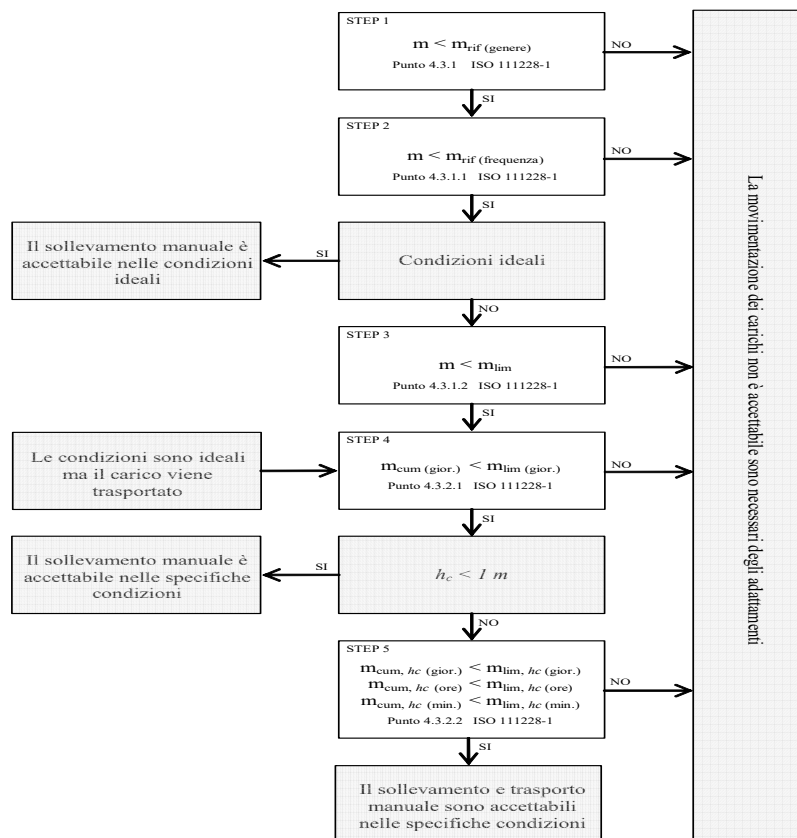 STEP 1
m < mrif (genere)
Punto 4.3.1 ISO 111228-1
NO
SI
STEP 2
m < mrif (frequenza)
Punto 4.3.1.1 ISO 111228-1
NO
SI
Il sollevamento manuale è
accettabile nelle condizioni
ideali
SI
Condizioni ideali
NO
STEP 3
m < mlim
Punto 4.3.1.2 ISO 111228-1
NO
SI
Le condizioni sono ideali
ma il carico viene
trasportato
STEP 4
mcum (gior.) < mlim (gior.)
Punto 4.3.2.1 ISO 111228-1
NO
SI
Il sollevamento manuale è
accettabile nelle specifiche
condizioni
SI
hc < 1 m
NO
STEP 5
mcum, hc (gior.) < mlim, hc (gior.)
mcum, hc (ore) < mlim, hc (ore)
mcum, hc (min.) < mlim, hc (min.)
Punto 4.3.2.2 ISO 111228-1
NO
SI
Il sollevamento e trasporto
manuale sono accettabili
nelle specifiche condizioni
La movimentazione dei carichi non è accettabile sono necessari degli adattamenti